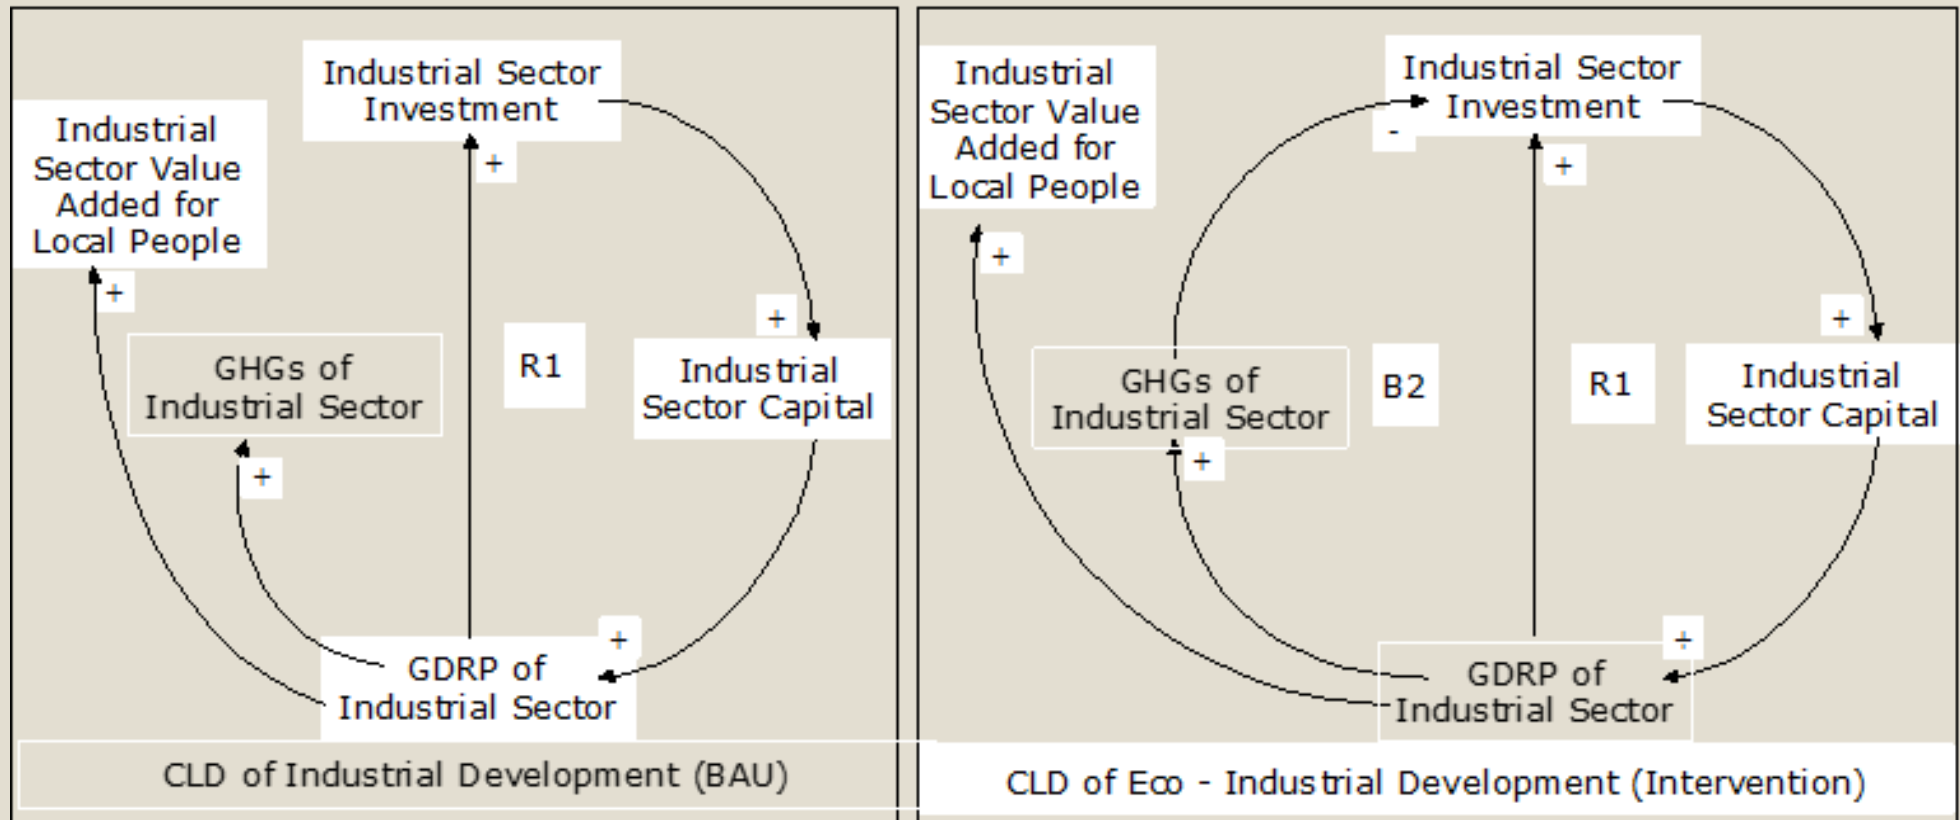 Industrial Sector
Investment
Industrial
Sector Value
Added for
Local People
+
+
GHGs of
Industrial Sector
R1
+
Industrial
Sector Capital
+
+
GDRP of
Industrial Sector
CLD of Industrial Development (BAU)
Industrial
Sector Value
Added for
Local People
Industrial Sector
Investment
-
+
+
+
GHGs of
Industrial Sector
B2
R1
Industrial
Sector Capital
+
+
GDRP of
Industrial Sector
CLD of Eco - Industrial Development (Intervention)